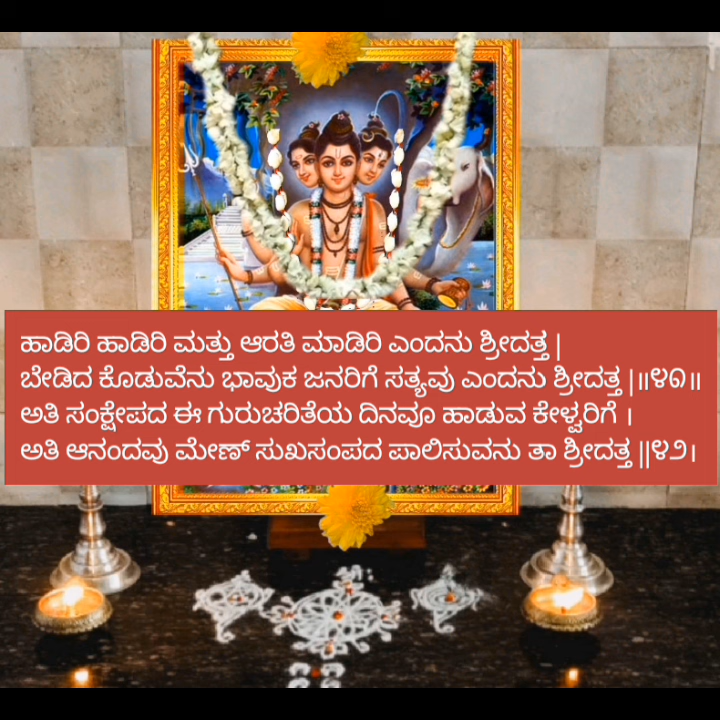 ಹಾಡಿರಿ ಹಾಡಿರಿ ಮತ್ತು ಆರತಿ ಮಾಡಿರಿ ಎಂದನು ಶ್ರೀದತ್ತ |
ಬೇಡಿದ ಕೊಡುವೆನು ಭಾವುಕ ಜನರಿಗೆ ಸತ್ಯವು ಎಂದನು ಶ್ರೀದತ್ತ |॥೪೧॥
ಅತಿ ಸಂಕ್ಷೇಪದ ಈ ಗುರುಚರಿತೆಯ ದಿನವೂ ಹಾಡುವ ಕೇಳ್ವರಿಗೆ ।
ಅತಿ ಆನಂದವು ಮೇಣ್ ಸುಖಸಂಪದ ಪಾಲಿಸುವನು ತಾ ಶ್ರೀದತ್ತ ||೪೨।